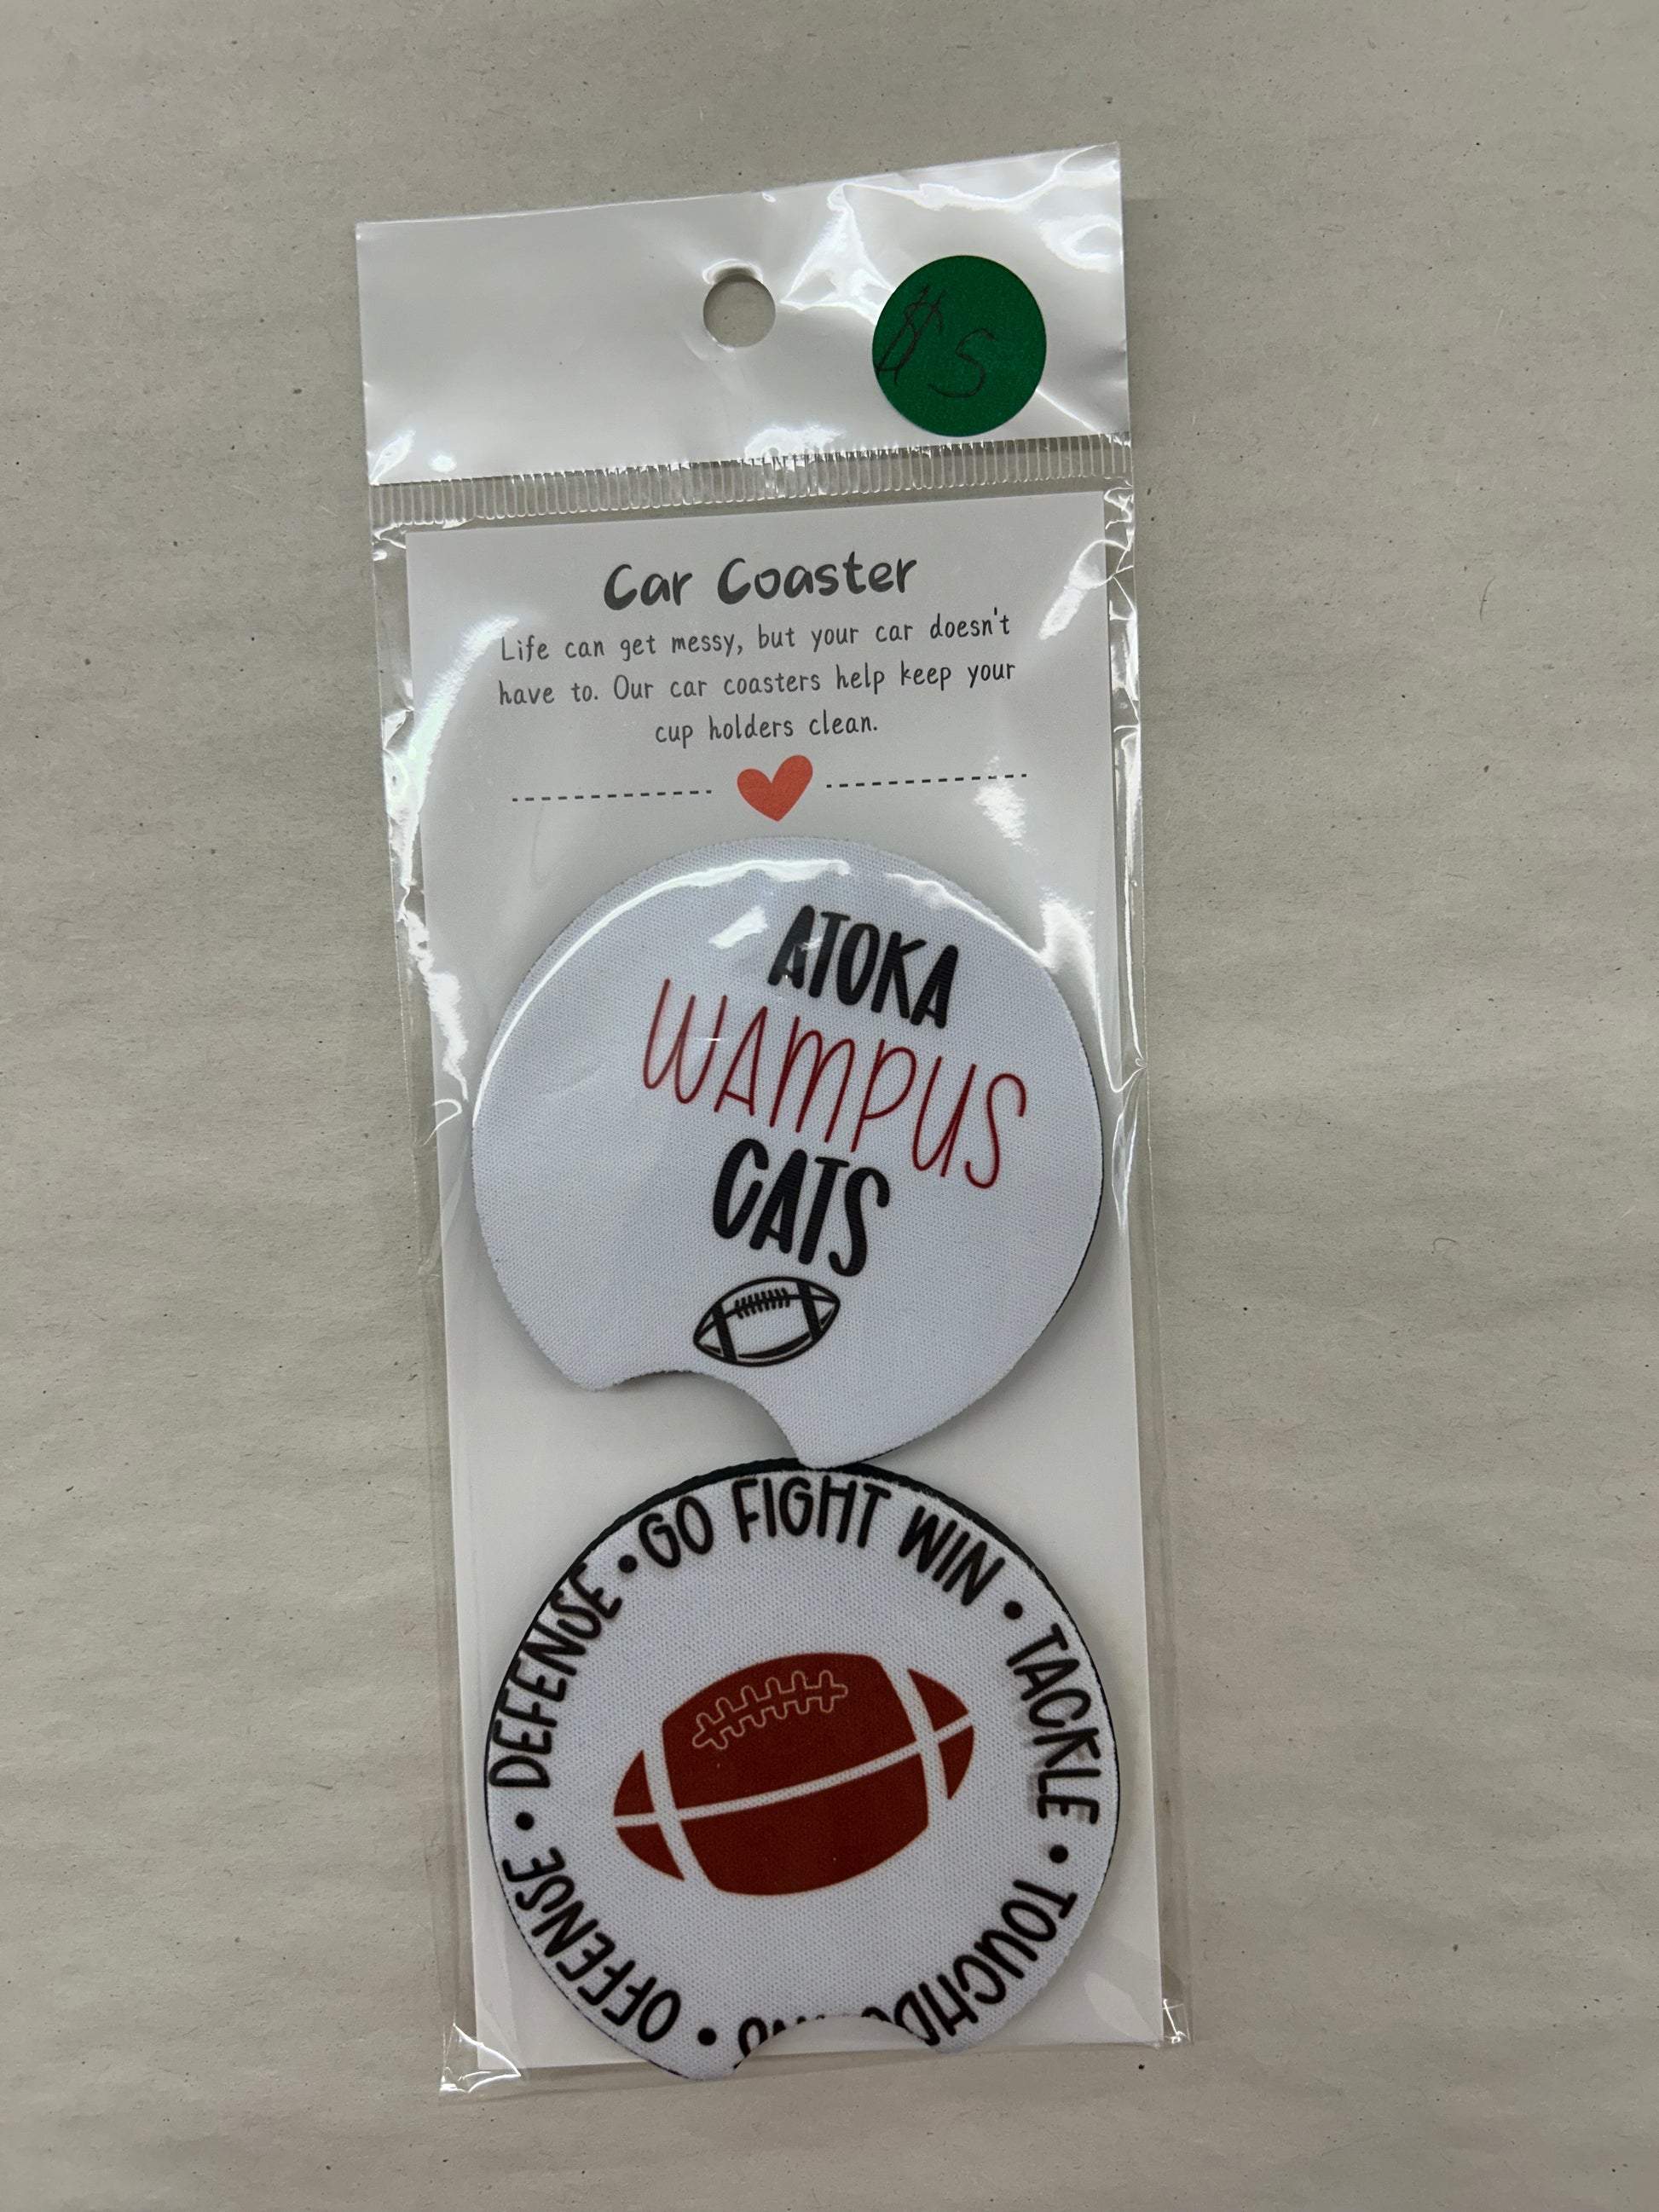 $5
Car Coaster
Life can get messy, but your car doesn't
have to. Our car coasters help keep your
cup holders clean.
ATOKA
WAMPUS
CATS
• GO FIGHT WIN • TACKLE • • OFFENSE • DEFENSE